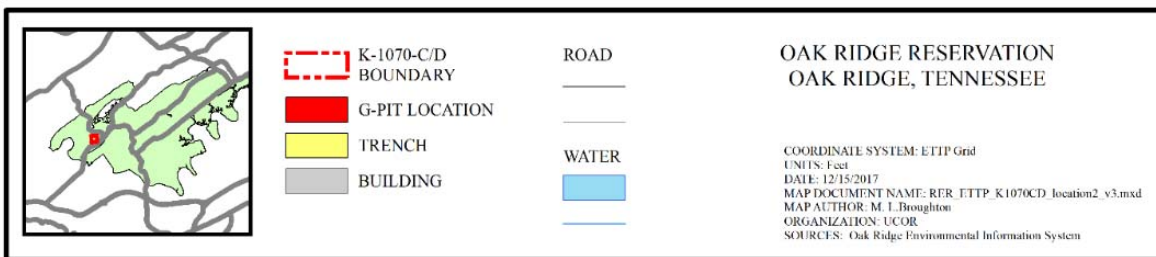 K-1070-C/D
BOUNDARY
G-PIT LOCATION
TRENCH
BUILDING
ROAD
WATER
OAK RIDGE RESERVATION
OAK RIDGE, TENNESSEE
COORDINATE SYSTEM: ETTP Grid
UNITS: Feet
DATE: 12/15/2017
MAP DOCUMENT NAME: RER_ETTP_K1070CD_location2_v3.mxd
MAP AUTHOR: M. L.Broughton
ORGANIZATION: UCOR
SOURCES: Oak Ridge Environmental Information System